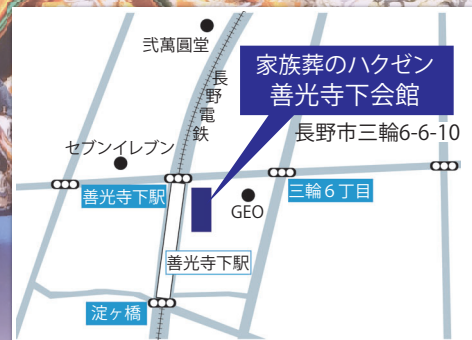 弐萬圓堂
長野電鉄
家族葬のハクゼン
善光寺下会館
長野市三輪6-6-10
セブンイレブン
善光寺下駅
GEO
三輪6丁目
善光寺下駅
淀ヶ橋